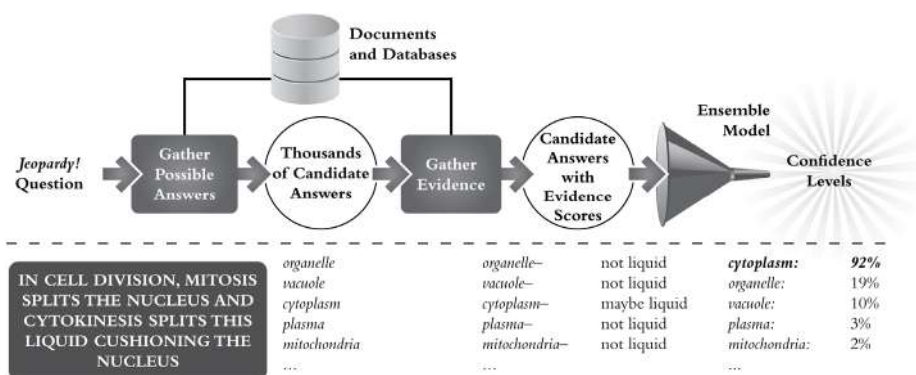 Documents
and Databases
Ensemble
Model
Jeopardy!
Question
Gather
Possible
Answers
Thousands
of Candidate
Answers
Gather
Evidence
Candidate
Answers
with
Evidence
Scores
Confidence
Levels
IN CELL DIVISION, MITOSIS
SPLITS THE NUCLEUS AND
CYTOKINESIS SPLITS THIS
LIQUID CUSHIONING THE
NUCLEUS
organelle
vacuole
cytoplasm
plasma
mitochondria
...
organelle– not liquid
vacuole– not liquid
cytoplasm– maybe liquid
plasma– not liquid
mitochondria– not liquid
... ...
cytoplasm: 92%
organelle: 19%
vacuole: 10%
plasma: 3%
mitochondria: 2%
...